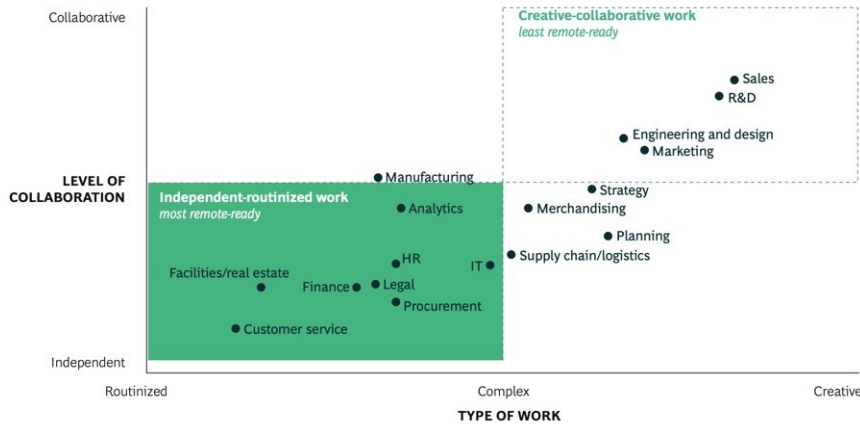 Collaborative
Creative-collaborative work
least remote-ready
Sales
R&D
Engineering and design
Marketing
LEVEL OF
COLLABORATION
Manufacturing
Independent-routinized work
most remote-ready
Strategy
Analytics
Merchandising
Planning
HR
IT
Supply chain/logistics
Facilities/real estate
Finance
Legal
Procurement
Customer service
Independent
Routinized
Complex
Creative
TYPE OF WORK